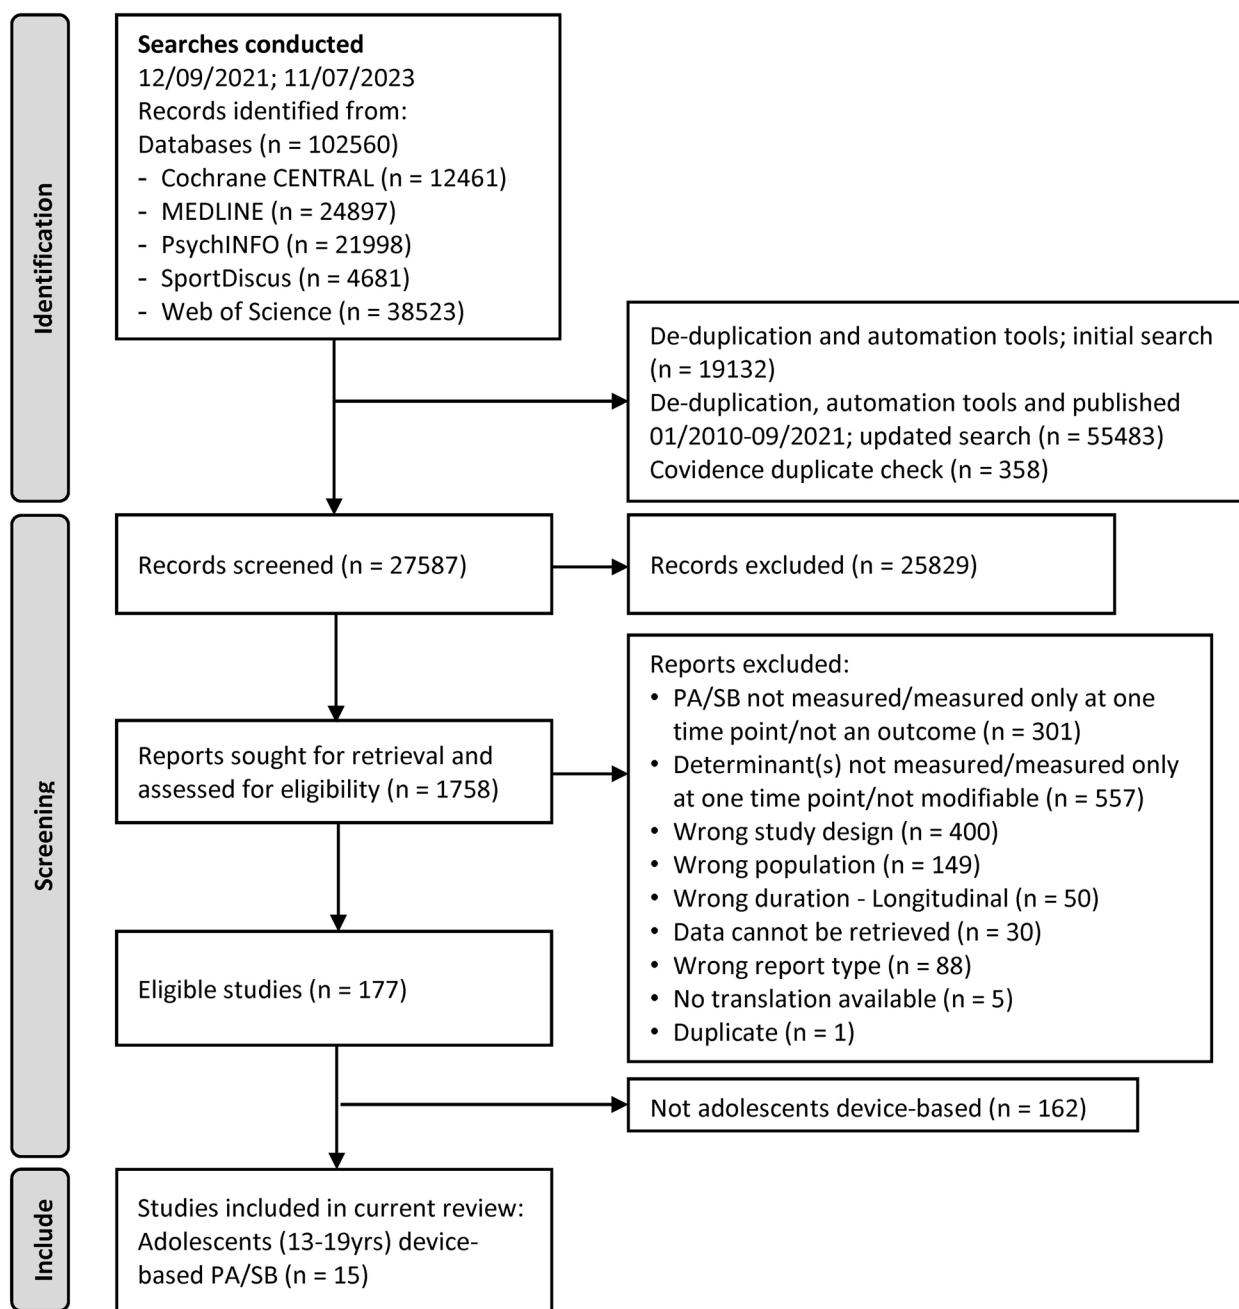 Identification
Searches conducted
12/09/2021; 11/07/2023
Records identified from:
Databases (n = 102560)
- Cochrane CENTRAL (n = 12461)
- MEDLINE (n = 24897)
- PsychINFO (n = 21998)
- SportDiscus (n = 4681)
- Web of Science (n = 38523)
De-duplication and automation tools; initial search
(n = 19132)
De-duplication, automation tools and published
01/2010-09/2021; updated search (n = 55483)
Covidence duplicate check (n = 358)
Screening
Records screened (n = 27587)
Records excluded (n = 25829)
Reports sought for retrieval and
assessed for eligibility (n = 1758)
Reports excluded:
• PA/SB not measured/measured only at one
time point/not an outcome (n = 301)
• Determinant(s) not measured/measured only
at one time point/not modifiable (n = 557)
• Wrong study design (n = 400)
• Wrong population (n = 149)
• Wrong duration - Longitudinal (n = 50)
• Data cannot be retrieved (n = 30)
• Wrong report type (n = 88)
• No translation available (n = 5)
• Duplicate (n = 1)
Eligible studies (n = 177)
Not adolescents device-based (n = 162)
Include
Studies included in current review:
Adolescents (13-19yrs) device-
based PA/SB (n = 15)